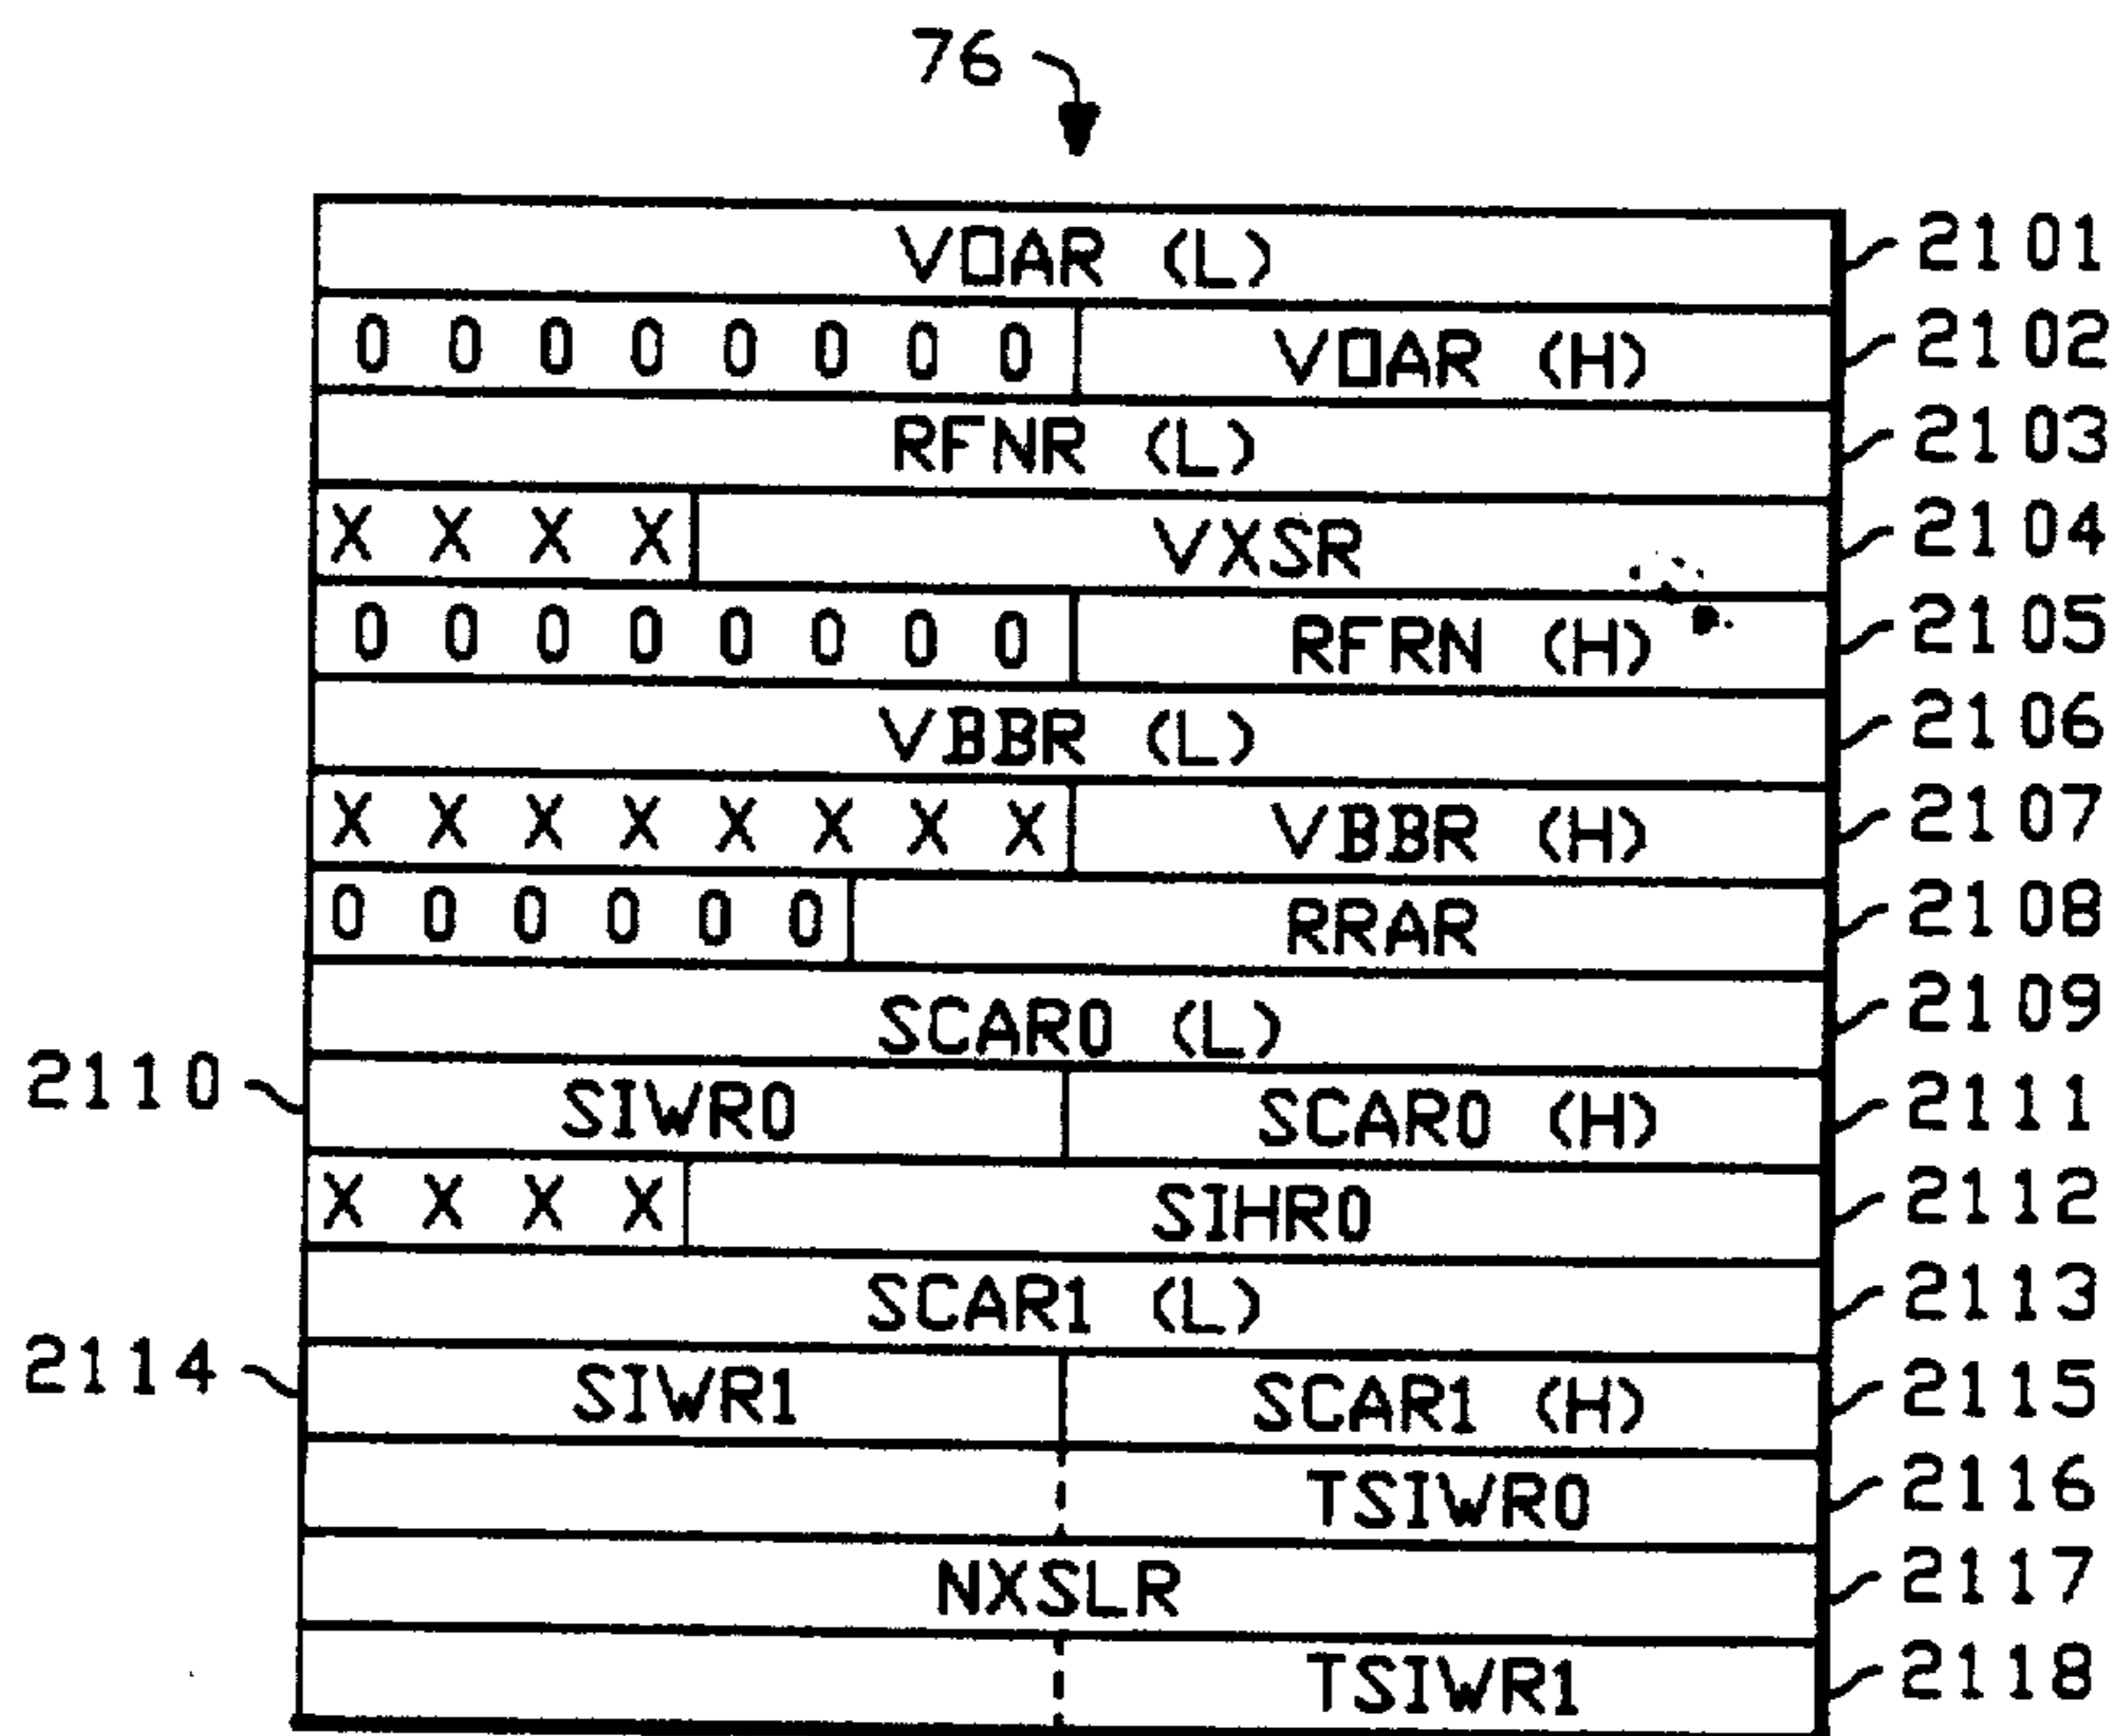 76
VOAR (L) 2101
0 0 0 0 0 0 0 0 VOAR (H) 2102
RFNR (L) 2103
X X X X VXSR 2104
0 0 0 0 0 0 0 0 RFRN (H) 2105
VBBR (L) 2106
X X X X X X X X VBBR (H) 2107
0 0 0 0 0 0 RRAR 2108
SCAR0 (L) 2109
2110 SIWR0 SCAR0 (H) 2111
X X X X SIHR0 2112
SCAR1 (L) 2113
2114 SIWR1 SCAR1 (H) 2115
TSIWR0 2116
NXSLR 2117
TSIWR1 2118